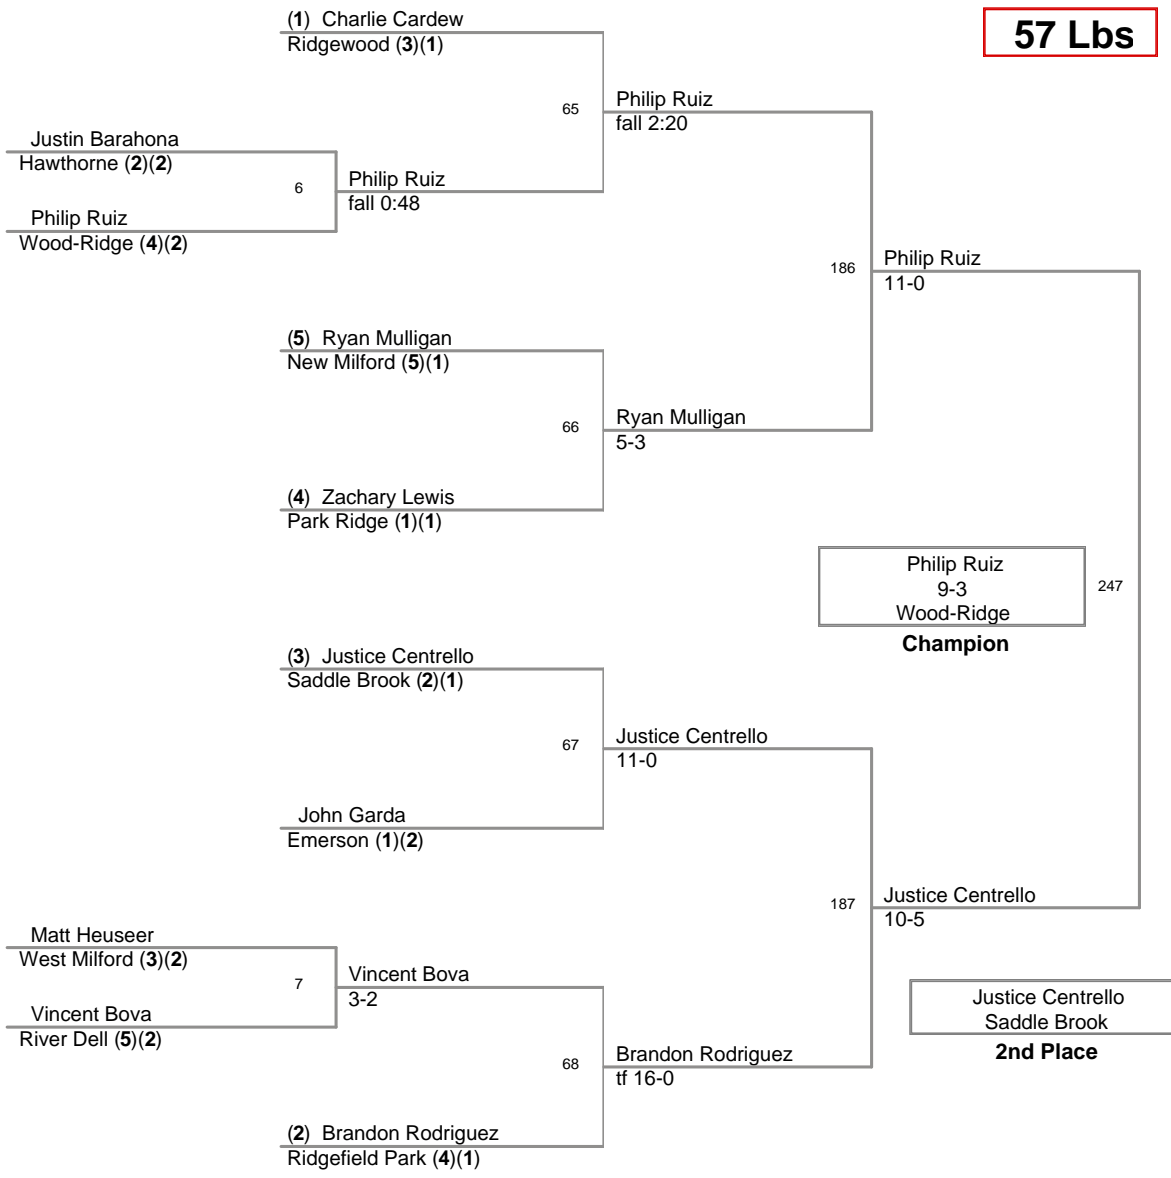 (1) Charlie Cardew
Ridgewood (3)(1)
57 Lbs
65
Philip Ruiz
fall 2:20
Justin Barahona
Hawthorne (2)(2)
6
Philip Ruiz
fall 0:48
Philip Ruiz
Wood-Ridge (4)(2)
186
Philip Ruiz
11-0
(5) Ryan Mulligan
New Milford (5)(1)
66
Ryan Mulligan
5-3
(4) Zachary Lewis
Park Ridge (1)(1)
Philip Ruiz
9-3
Wood-Ridge
Champion
247
(3) Justice Centrello
Saddle Brook (2)(1)
67
Justice Centrello
11-0
John Garda
Emerson (1)(2)
187
Justice Centrello
10-5
Matt Heuseer
West Milford (3)(2)
7
Vincent Bova
3-2
Vincent Bova
River Dell (5)(2)
Justice Centrello
Saddle Brook
2nd Place
68
Brandon Rodriguez
tf 16-0
(2) Brandon Rodriguez
Ridgefield Park (4)(1)